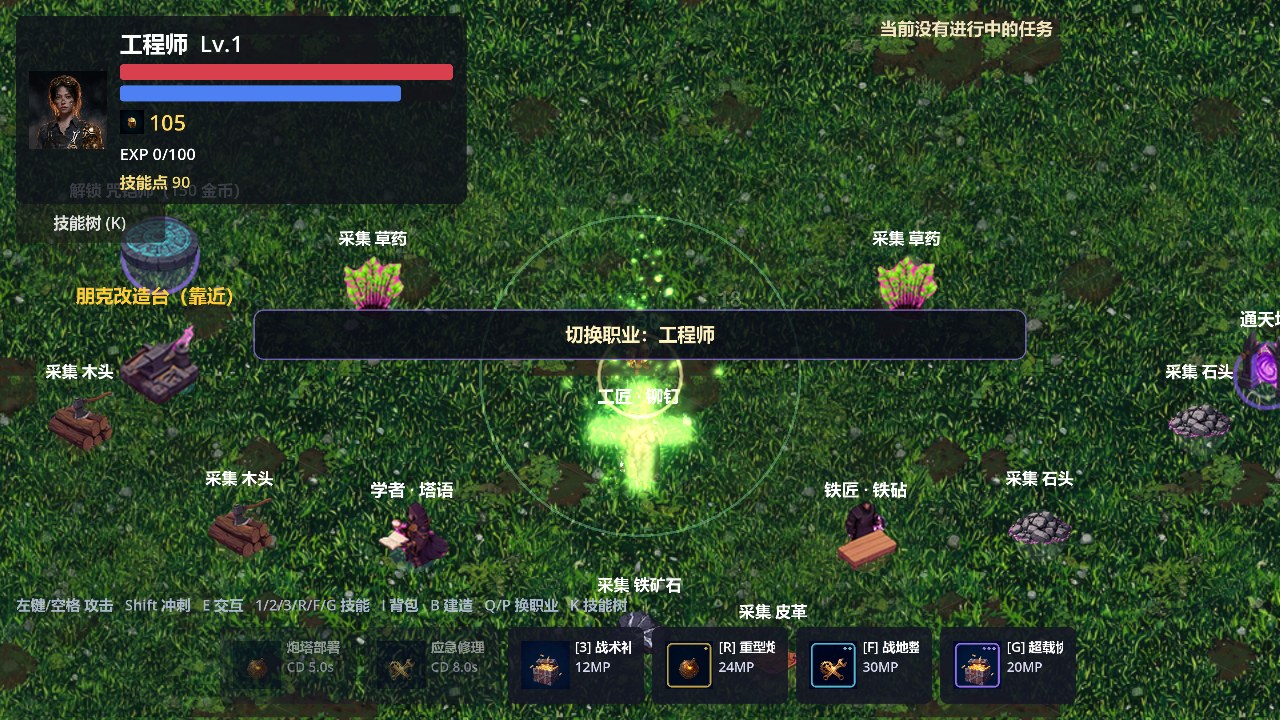 工程师 Lv.1
当前没有进行中的任务
105
EXP 0/100
技能点 90
技能树 (K)
采集 草药
采集 草药
朋克改造台（靠近）
切换职业：工程师
采集 木头
采集 石头
工匠 · 铆钉
采集 木头
学者 · 塔语
铁匠 · 铁砧
采集 石头
采集 铁矿石
左键/空格 攻击 Shift 冲刺 E 交互 1/2/3/R/F/G 技能 I 背包 · B 建造 Q/P 换职业 K 技能树
采集 皮革
炮塔部署
CD 5.0s
应急修理
CD 8.0s
[3] 战术
12MP
[R] 重型
24MP
[F] 战地
30MP
[G] 超载
20MP